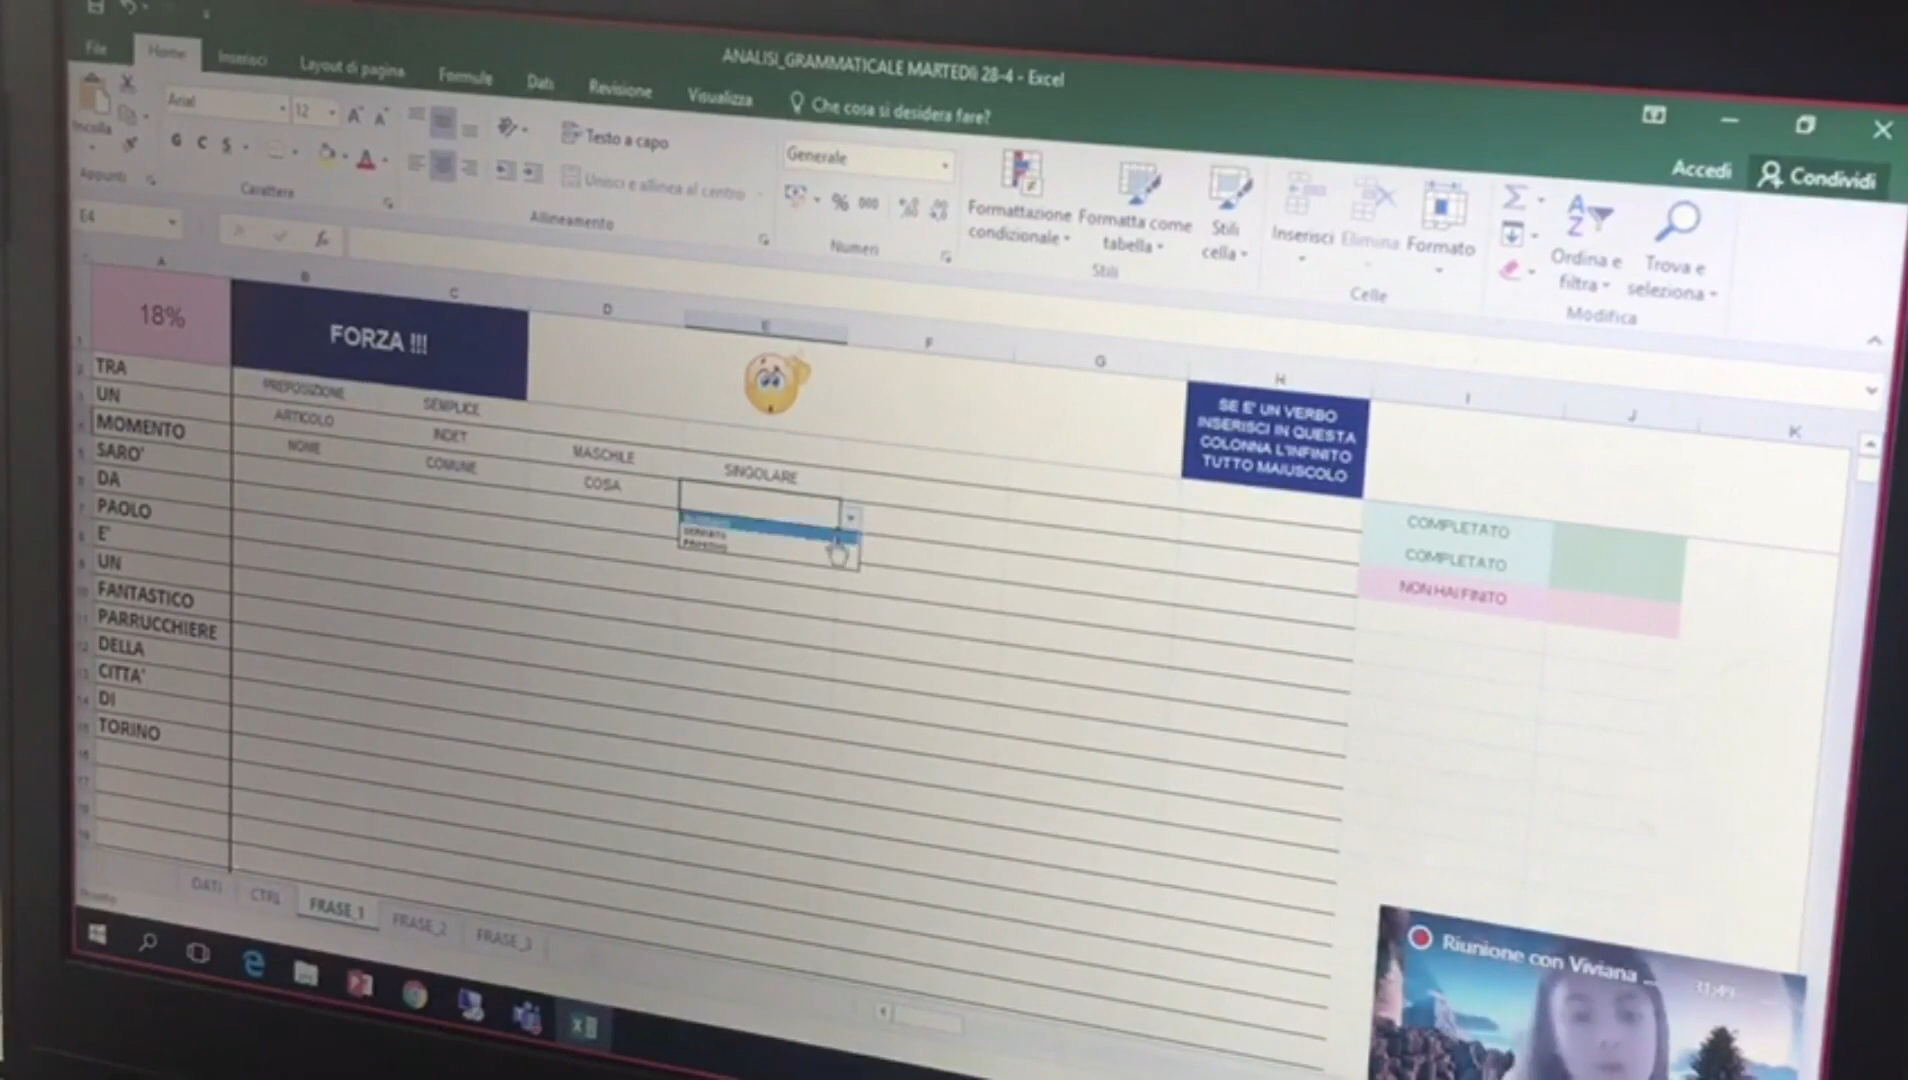 ANALISI_GRAMMATICALE MARTEDÌ 28-4 - Excel
File Home Inserisci Layout di pagina Formule Dati Revisione Visualizza Che cosa si desidera fare?
Accedi Condividi
Incolla
Arial 12
Testo a capo
Generale
G C S
Unisci e allinea al centro
% 000
Formattazione condizionale
Formatta come tabella
Stili cella
Inserisci Elimina Formato
Ordina e filtra
Trova e seleziona
Appunti Carattere Allineamento Numeri Stili Celle Modifica
E4
fx
A B C D E F G H I J K
18%
FORZA !!!
SE E' UN VERBO
INSERISCI IN QUESTA
COLONNA L'INFINITO
TUTTO MAIUSCOLO
TRA PREPOSIZIONE SEMPLICE
UN ARTICOLO INDET MASCHILE SINGOLARE
MOMENTO NOME COMUNE COSA
SARO'
DA
PAOLO
E'
UN
FANTASTICO
PARRUCCHIERE
DELLA
CITTA'
DI
TORINO
COMPLETATO
COMPLETATO
NON HAI FINITO
DATI CTRL FRASE_1 FRASE_2 FRASE_3
Riunione con Viviana ...
31:49